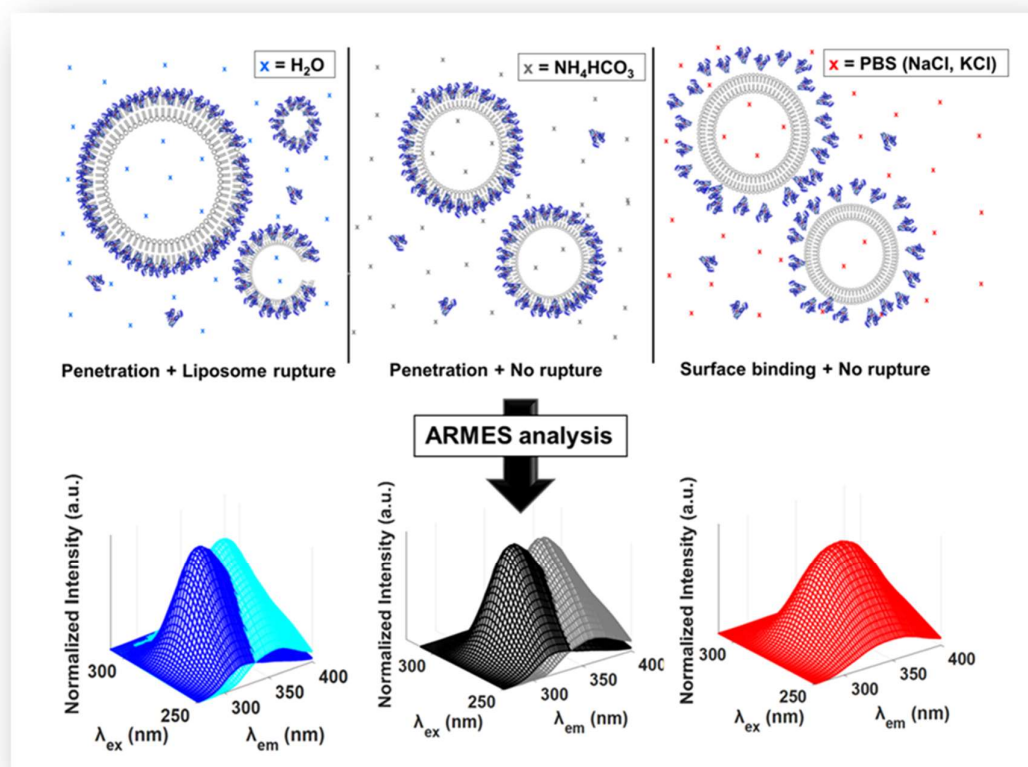 x = H₂O
x = NH₄HCO₃
x = PBS (NaCl, KCl)
Penetration + Liposome rupture
Penetration + No rupture
Surface binding + No rupture
ARMES analysis
Normalized Intensity (a.u.)
300
250
λex (nm)
300
350
400
λem (nm)
Normalized Intensity (a.u.)
300
250
λex (nm)
300
350
400
λem (nm)
Normalized Intensity (a.u.)
300
250
λex (nm)
300
350
400
λem (nm)